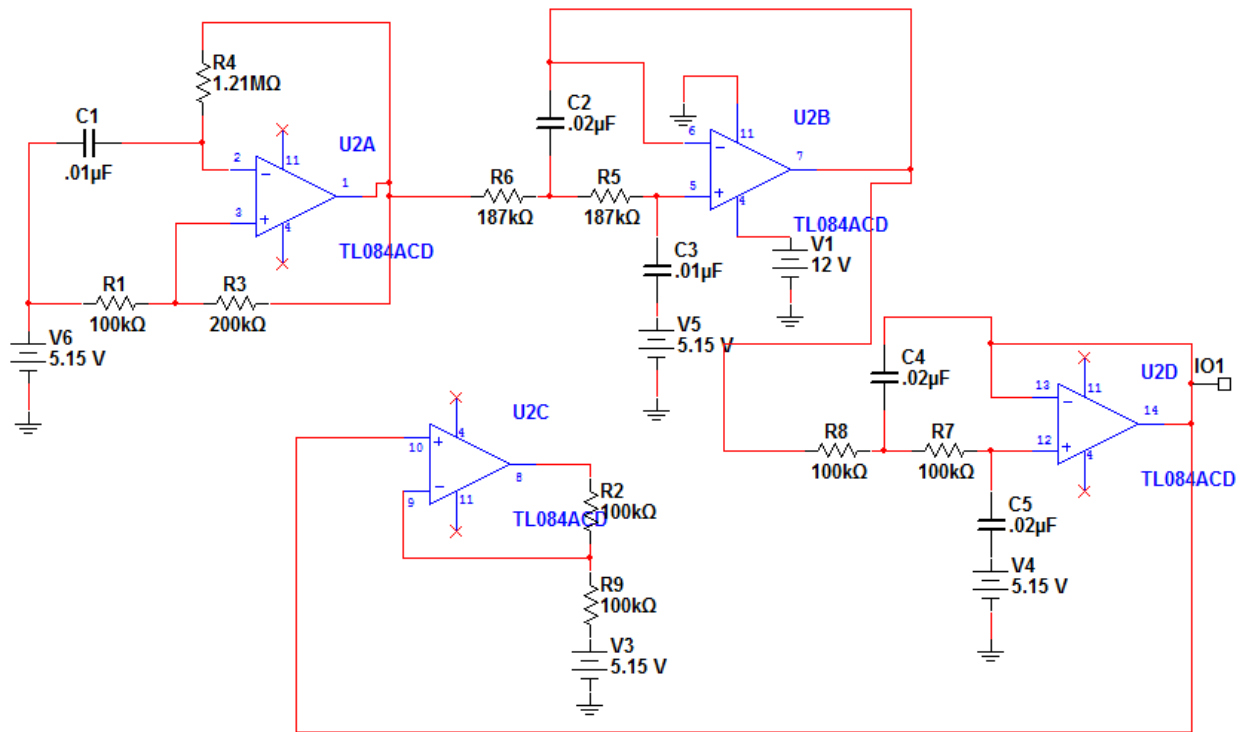 R4
1.21MΩ
C1
.01µF
U2A
2
11
1
3
4
TL084ACD
R1
100kΩ
R3
200kΩ
V6
5.15 V
C2
.02µF
R6
187kΩ
R5
187kΩ
U2B
6
11
7
5
4
TL084ACD
V1
12 V
C3
.01µF
V5
5.15 V
C4
.02µF
U2D
IO1
13
11
14
12
4
TL084ACD
R8
100kΩ
R7
100kΩ
C5
.02µF
V4
5.15 V
U2C
10
4
8
9
11
TL084ACD
R2
100kΩ
R9
100kΩ
V3
5.15 V